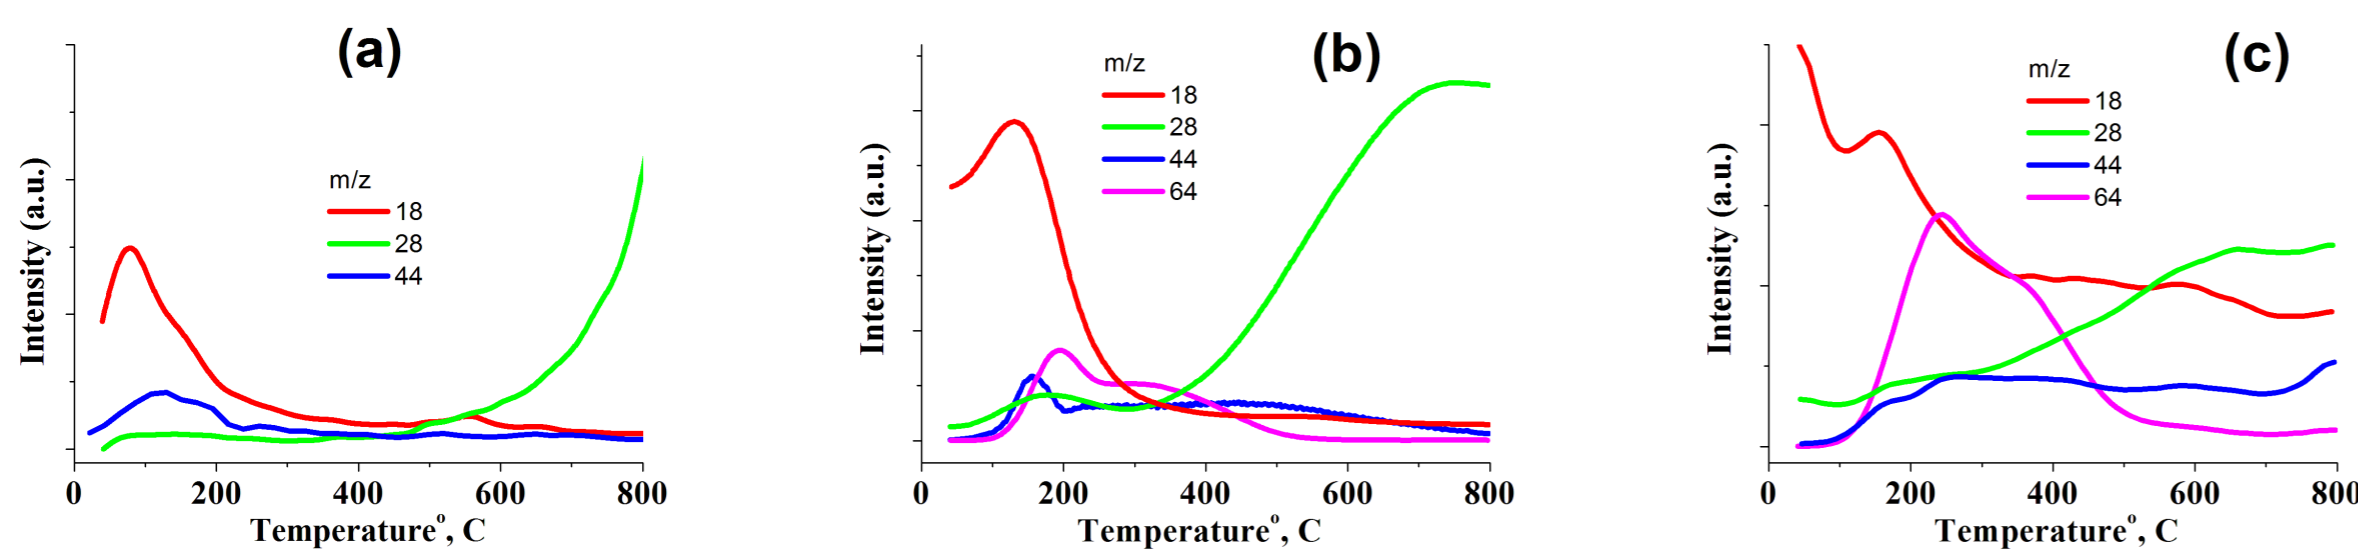 (a)
m/z
18
28
44
Intensity (a.u.)
0 200 400 600 800
Temperature°, C
(b)
m/z
18
28
44
64
Intensity (a.u.)
0 200 400 600 800
Temperature°, C
(c)
m/z
18
28
44
64
Intensity (a.u.)
0 200 400 600 800
Temperature°, C